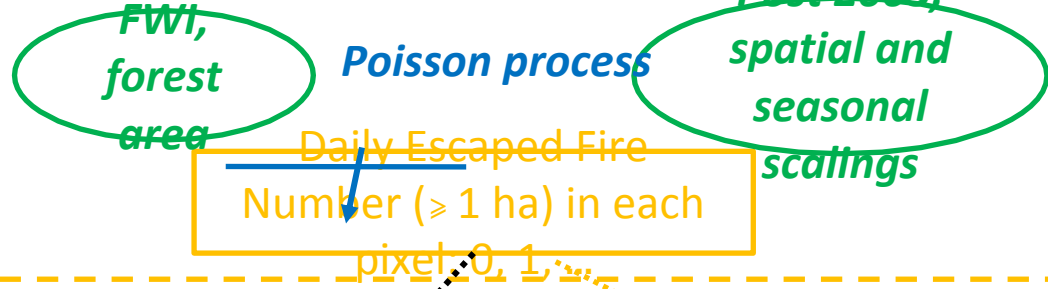 FWI,
forest
area
Poisson process
spatial and
seasonal
scalings
Daily Escaped Fire
Number (⩾ 1 ha) in each
pixel: 0, 1, ...